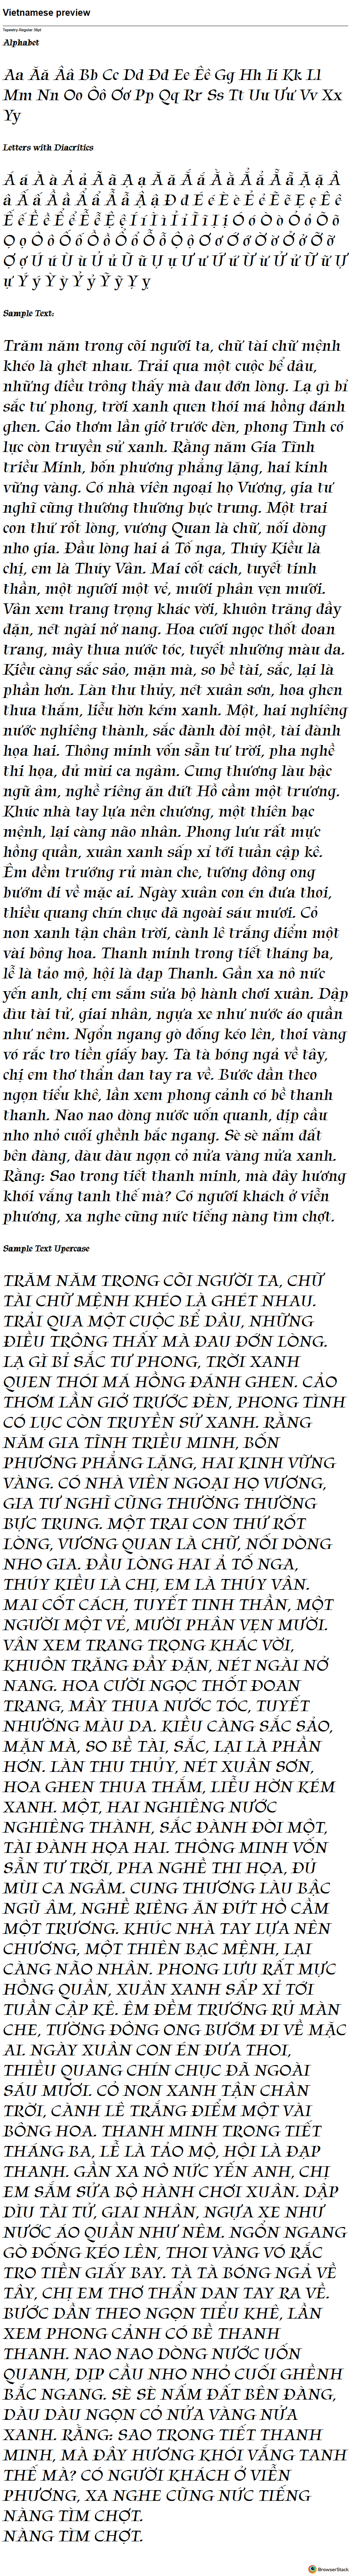 Vietnamese preview
Tapestry-Regular 36pt
Alphabet
Aa Ăă Ââ Bb Cc Dd Đđ Ee Êê Gg Hh Ii Kk Ll
Mm Nn Oo Ôô Ơơ Pp Qq Rr Ss Tt Uu Ưư Vv Xx
Yy
Letters with Diacritics
Á á À à Ả ả Ã ã Ạ ạ Ă ă Ắ ắ Ằ ằ Ẳ ẳ Ẵ ẵ Ặ ặ Â
â Ấ ấ Ầ ầ Ẩ ẩ Ẫ ẫ Ậ ậ Đ đ É é È è Ẻ ẻ Ẽ ẽ Ẹ ẹ Ê ê
Ế ế Ề ề Ể ể Ễ ễ Ệ ệ Í í Ì ì Ỉ ỉ Ĩ ĩ Ị ị Ó ó Ò ò Ỏ ỏ Õ õ
Ọ ọ Ô ô Ố ố Ồ ồ Ổ ổ Ỗ ỗ Ộ ộ Ơ ơ Ớ ớ Ờ ờ Ở ở Ỡ ỡ
Ợ ợ Ú ú Ù ù Ủ ủ Ũ ũ Ụ ụ Ư ư Ứ ứ Ừ ừ Ử ử Ữ ữ Ự
ự Ý ý Ỳ ỳ Ỷ ỷ Ỹ ỹ Ỵ ỵ
Sample Text:
Trăm năm trong cõi người ta, chữ tài chữ mệnh
khéo là ghét nhau. Trải qua một cuộc bể dâu,
những điều trông thấy mà đau đớn lòng. Lạ gì bỉ
sắc tư phong, trời xanh quen thói má hồng đánh
ghen. Cảo thơm lần giở trước đèn, phong Tình có
lục còn truyền sử xanh. Rằng năm Gia Tĩnh
triều Minh, bốn phương phẳng lặng, hai kinh
vững vàng. Có nhà viên ngoại họ Vương, gia tư
nghĩ cũng thường thường bực trung. Một trai
con thứ rốt lòng, vương Quan là chữ, nối dòng
nho gia. Đầu lòng hai ả Tố nga, Thúy Kiều là
chị, em là Thúy Vân. Mai cốt cách, tuyết tinh
thần, một người một vẻ, mười phân vẹn mười.
Vân xem trang trọng khác vời, khuôn trăng đầy
đặn, nét ngài nở nang. Hoa cười ngọc thốt đoan
trang, mây thua nước tóc, tuyết nhường màu da.
Kiều càng sắc sảo, mặn mà, so bề tài, sắc, lại là
phần hơn. Làn thu thủy, nét xuân sơn, hoa ghen
thua thắm, liễu hờn kém xanh. Một, hai nghiêng
nước nghiêng thành, sắc đành đòi một, tài đành
họa hai. Thông minh vốn sẵn tư trời, pha nghề
thi họa, đủ mùi ca ngâm. Cung thương làu bậc
ngũ âm, nghề riêng ăn đứt Hồ cầm một trương.
Khúc nhà tay lựa nên chương, một thiên bạc
mệnh, lại càng não nhân. Phong lưu rất mực
hồng quần, xuân xanh sấp xỉ tới tuần cập kê.
Êm đềm trướng rủ màn che, tường đông ong
bướm đi về mặc ai. Ngày xuân con én đưa thoi,
thiều quang chín chục đã ngoài sáu mươi. Cỏ
non xanh tận chân trời, cành lê trắng điểm một
vài bông hoa. Thanh minh trong tiết tháng ba,
lễ là tảo mộ, hội là đạp Thanh. Gần xa nô nức
yến anh, chị em sắm sửa bộ hành chơi xuân. Dập
dìu tài tử, giai nhân, ngựa xe như nước áo quần
như nêm. Ngổn ngang gò đống kéo lên, thoi vàng
vó rắc tro tiền giấy bay. Tà tà bóng ngả về tây,
chị em thơ thẩn dan tay ra về. Bước dần theo
ngọn tiểu khê, lần xem phong cảnh có bề thanh
thanh. Nao nao dòng nước uốn quanh, dịp cầu
nho nhỏ cuối ghềnh bắc ngang. Sè sè nấm đất
bên đàng, dàu dàu ngọn cỏ nửa vàng nửa xanh.
Rằng: Sao trong tiết thanh minh, mà đây hương
khói vắng tanh thế mà? Có người khách ở viễn
phương, xa nghe cũng nức tiếng nàng tìm chợt.
Sample Text Upercase
TRĂM NĂM TRONG CÕI NGƯỜI TA, CHỮ
TÀI CHỮ MỆNH KHÉO LÀ GHÉT NHAU.
TRẢI QUA MỘT CUỘC BỂ DÂU, NHỮNG
ĐIỀU TRÔNG THẤY MÀ ĐAU ĐỚN LÒNG.
LẠ GÌ BỈ SẮC TƯ PHONG, TRỜI XANH
QUEN THÓI MÁ HỒNG ĐÁNH GHEN. CẢO
THƠM LẦN GIỞ TRƯỚC ĐÈN, PHONG TÌNH
CÓ LỤC CÒN TRUYỀN SỬ XANH. RẰNG
NĂM GIA TĨNH TRIỀU MINH, BỐN
PHƯƠNG PHẲNG LẶNG, HAI KINH VỮNG
VÀNG. CÓ NHÀ VIÊN NGOẠI HỌ VƯƠNG,
GIA TƯ NGHĨ CŨNG THƯỜNG THƯỜNG
BỰC TRUNG. MỘT TRAI CON THỨ RỐT
LÒNG, VƯƠNG QUAN LÀ CHỮ, NỐI DÒNG
NHO GIA. ĐẦU LÒNG HAI Ả TỐ NGA,
THÚY KIỀU LÀ CHỊ, EM LÀ THÚY VÂN.
MAI CỐT CÁCH, TUYẾT TINH THẦN, MỘT
NGƯỜI MỘT VẺ, MƯỜI PHÂN VẸN MƯỜI.
VÂN XEM TRANG TRỌNG KHÁC VỜI,
KHUÔN TRĂNG ĐẦY ĐẶN, NÉT NGÀI NỞ
NANG. HOA CƯỜI NGỌC THỐT ĐOAN
TRANG, MÂY THUA NƯỚC TÓC, TUYẾT
NHƯỜNG MÀU DA. KIỀU CÀNG SẮC SẢO,
MẶN MÀ, SO BỀ TÀI, SẮC, LẠI LÀ PHẦN
HƠN. LÀN THU THỦY, NÉT XUÂN SƠN,
HOA GHEN THUA THẮM, LIỄU HỜN KÉM
XANH. MỘT, HAI NGHIÊNG NƯỚC
NGHIÊNG THÀNH, SẮC ĐÀNH ĐÒI MỘT,
TÀI ĐÀNH HỌA HAI. THÔNG MINH VỐN
SẴN TƯ TRỜI, PHA NGHỀ THI HỌA, ĐỦ
MÙI CA NGÂM. CUNG THƯƠNG LÀU BẬC
NGŨ ÂM, NGHỀ RIÊNG ĂN ĐỨT HỒ CẦM
MỘT TRƯƠNG. KHÚC NHÀ TAY LỰA NÊN
CHƯƠNG, MỘT THIÊN BẠC MỆNH, LẠI
CÀNG NÃO NHÂN. PHONG LƯU RẤT MỰC
HỒNG QUẦN, XUÂN XANH SẤP XỈ TỚI
TUẦN CẬP KÊ. ÊM ĐỀM TRƯỚNG RỦ MÀN
CHE, TƯỜNG ĐÔNG ONG BƯỚM ĐI VỀ MẶC
AI. NGÀY XUÂN CON ÉN ĐƯA THOI,
THIỀU QUANG CHÍN CHỤC ĐÃ NGOÀI
SÁU MƯƠI. CỎ NON XANH TẬN CHÂN
TRỜI, CÀNH LÊ TRẮNG ĐIỂM MỘT VÀI
BÔNG HOA. THANH MINH TRONG TIẾT
THÁNG BA, LỄ LÀ TẢO MỘ, HỘI LÀ ĐẠP
THANH. GẦN XA NÔ NỨC YẾN ANH, CHỊ
EM SẮM SỬA BỘ HÀNH CHƠI XUÂN. DẬP
DÌU TÀI TỬ, GIAI NHÂN, NGỰA XE NHƯ
NƯỚC ÁO QUẦN NHƯ NÊM. NGỔN NGANG
GÒ ĐỐNG KÉO LÊN, THOI VÀNG VÓ RẮC
TRO TIỀN GIẤY BAY. TÀ TÀ BÓNG NGẢ VỀ
TÂY, CHỊ EM THƠ THẨN DAN TAY RA VỀ.
BƯỚC DẦN THEO NGỌN TIỂU KHÊ, LẦN
XEM PHONG CẢNH CÓ BỀ THANH
THANH. NAO NAO DÒNG NƯỚC UỐN
QUANH, DỊP CẦU NHO NHỎ CUỐI GHỀNH
BẮC NGANG. SÈ SÈ NẤM ĐẤT BÊN ĐÀNG,
DÀU DÀU NGỌN CỎ NỬA VÀNG NỬA
XANH. RẰNG: SAO TRONG TIẾT THANH
MINH, MÀ ĐÂY HƯƠNG KHÓI VẮNG TANH
THẾ MÀ? CÓ NGƯỜI KHÁCH Ở VIỄN
PHƯƠNG, XA NGHE CŨNG NỨC TIẾNG
NÀNG TÌM CHỢT.
NÀNG TÌM CHỢT.
BrowserStack